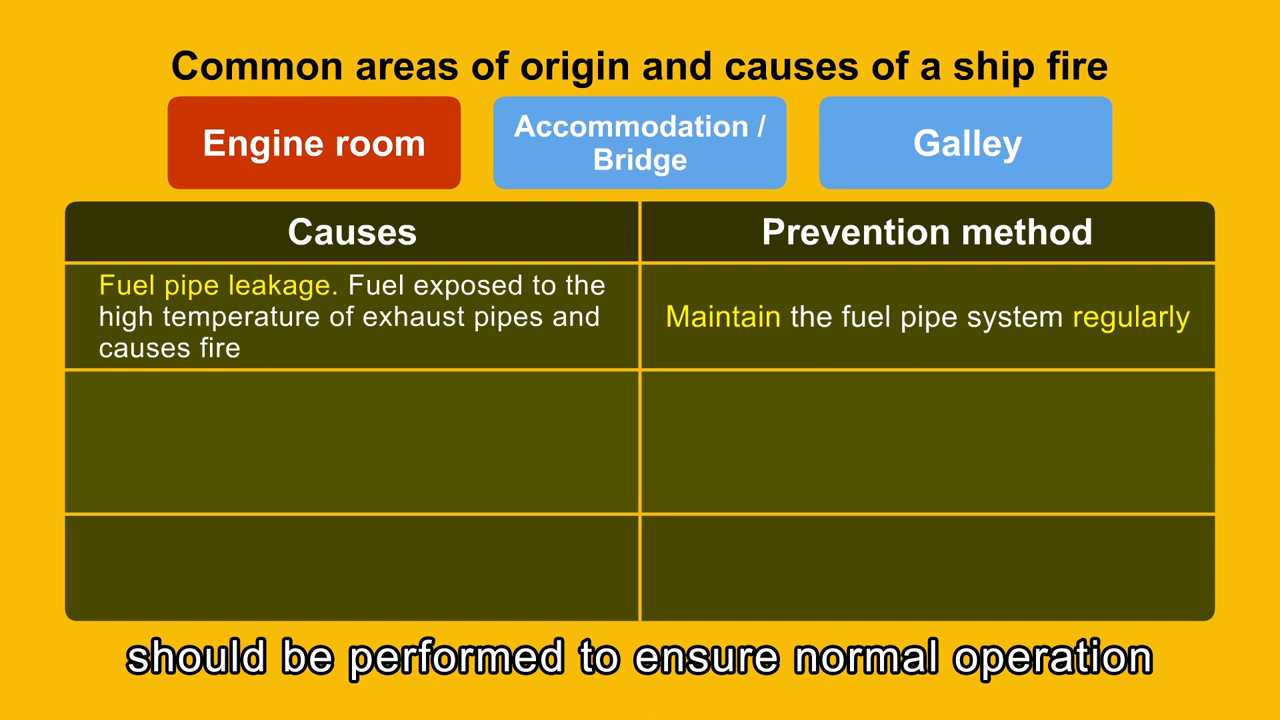 Common areas of origin and causes of a ship fire
Engine room
Accommodation /
Bridge
Galley
Causes
Prevention method
Fuel pipe leakage. Fuel exposed to the
high temperature of exhaust pipes and
causes fire
Maintain the fuel pipe system regularly
should be performed to ensure normal operation